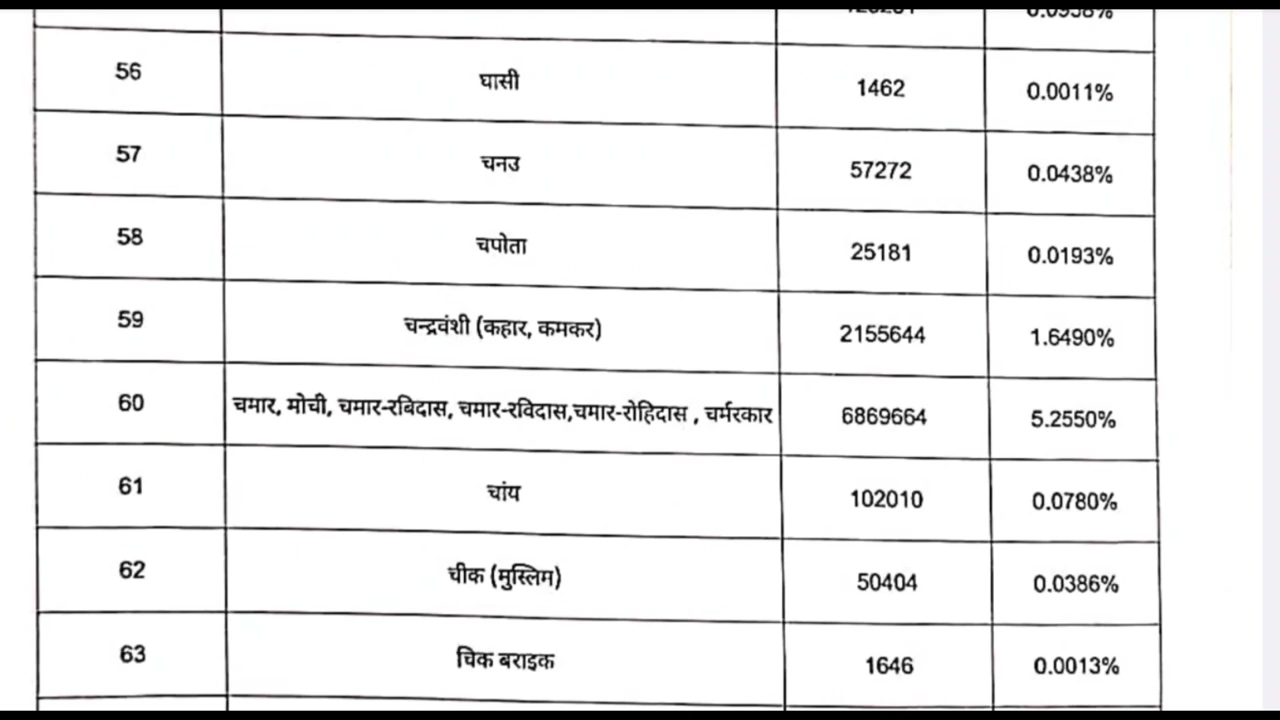 56 घासी 1462 0.0011%
57 चनउ 57272 0.0438%
58 चपोता 25181 0.0193%
59 चन्द्रवंशी (कहार, कमकर) 2155644 1.6490%
60 चमार, मोची, चमार-रबिदास, चमार-रविदास,चमार-रोहिदास , चर्मरकार 6869664 5.2550%
61 चांय 102010 0.0780%
62 चीक (मुस्लिम) 50404 0.0386%
63 चिक बराइक 1646 0.0013%